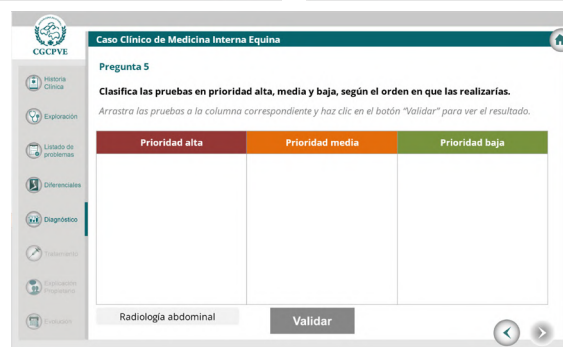 CGCPVE
Caso Clínico de Medicina Interna Equina
Pregunta 5
Clasifica las pruebas en prioridad alta, media y baja, según el orden en que las realizarías.
Arrastra las pruebas a la columna correspondiente y haz clic en el botón “Validar” para ver el resultado.
Historia
Clínica
Exploración
Listado de
problemas
Diferenciales
Diagnóstico
Tratamiento
Explicación
Propietario
Evolución
Prioridad alta
Prioridad media
Prioridad baja
Radiología abdominal
Validar